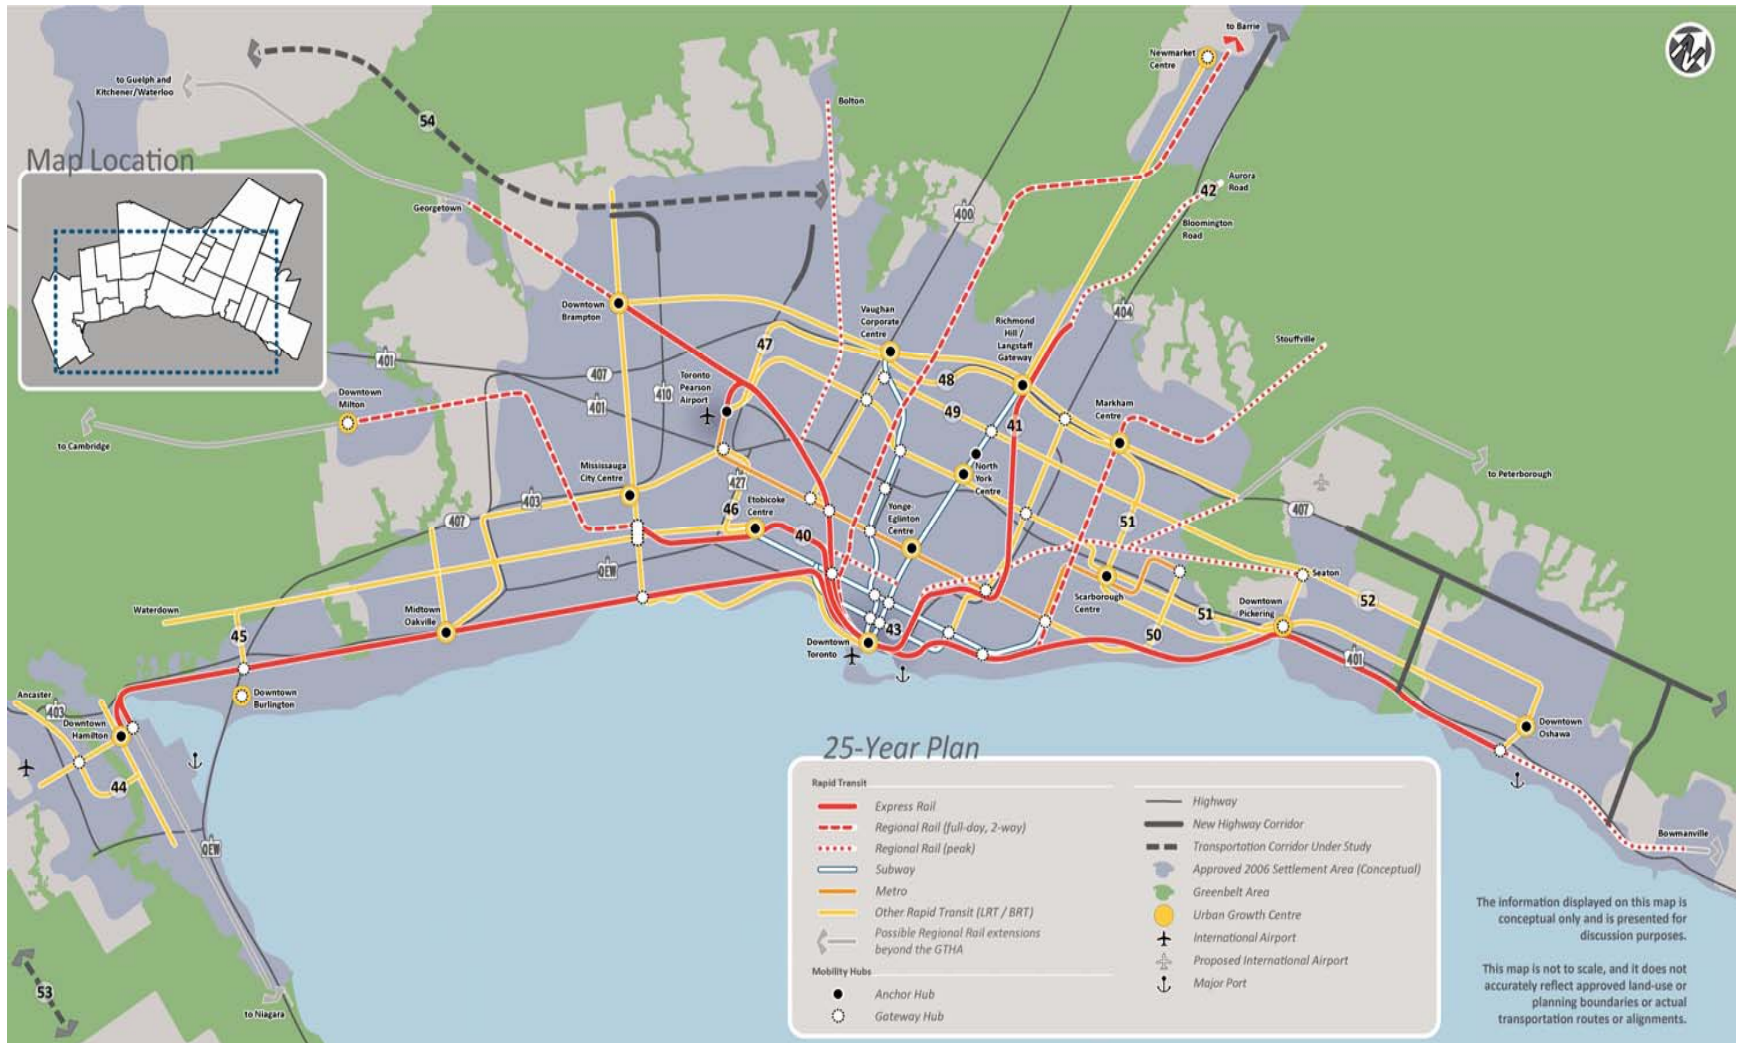 to Barrie
Newmarket
Centre
to Guelph and
Kitchener/Waterloo
Bolton
54
Map Location
Aurora
Road
42
Georgetown
400
Bloomington
Road
Downtown
Brampton
Vaughan
Corporate
Centre
Richmond
Hill /
Langstaff
Gateway
404
Stouffville
47
401
407
Toronto
Pearson
Airport
48
410
401
Downtown
Milton
49
Markham
Centre
41
to Cambridge
to Peterborough
Mississauga
City Centre
North
York
Centre
427
403
Etobicoke
Centre
46
407
Yonge-
Eglinton
Centre
407
51
40
QEW
Seaton
Waterdown
Midtown
Oakville
Scarborough
Centre
Downtown
Pickering
52
51
45
43
50
Downtown
Toronto
401
Ancaster
403
Downtown
Burlington
Downtown
Hamilton
Downtown
Oshawa
44
QEW
Bowmanville
53
to Niagara
25-Year Plan
Rapid Transit
Express Rail
Regional Rail (full-day, 2-way)
Regional Rail (peak)
Subway
Metro
Other Rapid Transit (LRT / BRT)
Possible Regional Rail extensions
beyond the GTHA
Mobility Hubs
Anchor Hub
Gateway Hub
Highway
New Highway Corridor
Transportation Corridor Under Study
Approved 2006 Settlement Area (Conceptual)
Greenbelt Area
Urban Growth Centre
International Airport
Proposed International Airport
Major Port
The information displayed on this map is
conceptual only and is presented for
discussion purposes.
This map is not to scale, and it does not
accurately reflect approved land-use or
planning boundaries or actual
transportation routes or alignments.